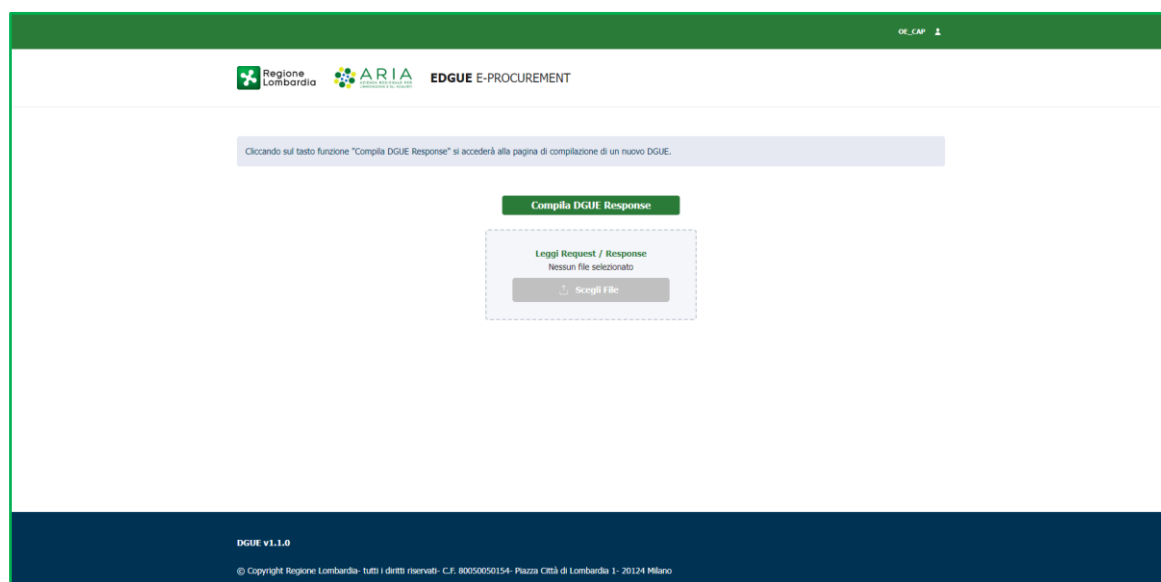 OE_CAP
Regione
Lombardia
ARIA
EDGUE E-PROCUREMENT
Cliccando sul tasto funzione "Compila DGUE Response" si accederà alla pagina di compilazione di un nuovo DGUE.
Compila DGUE Response
Leggi Request / Response
Nessun file selezionato
Scegli File
DGUE v1.1.0
© Copyright Regione Lombardia- tutti i diritti riservati- C.F. 80050050154- Piazza Città di Lombardia 1- 20124 Milano